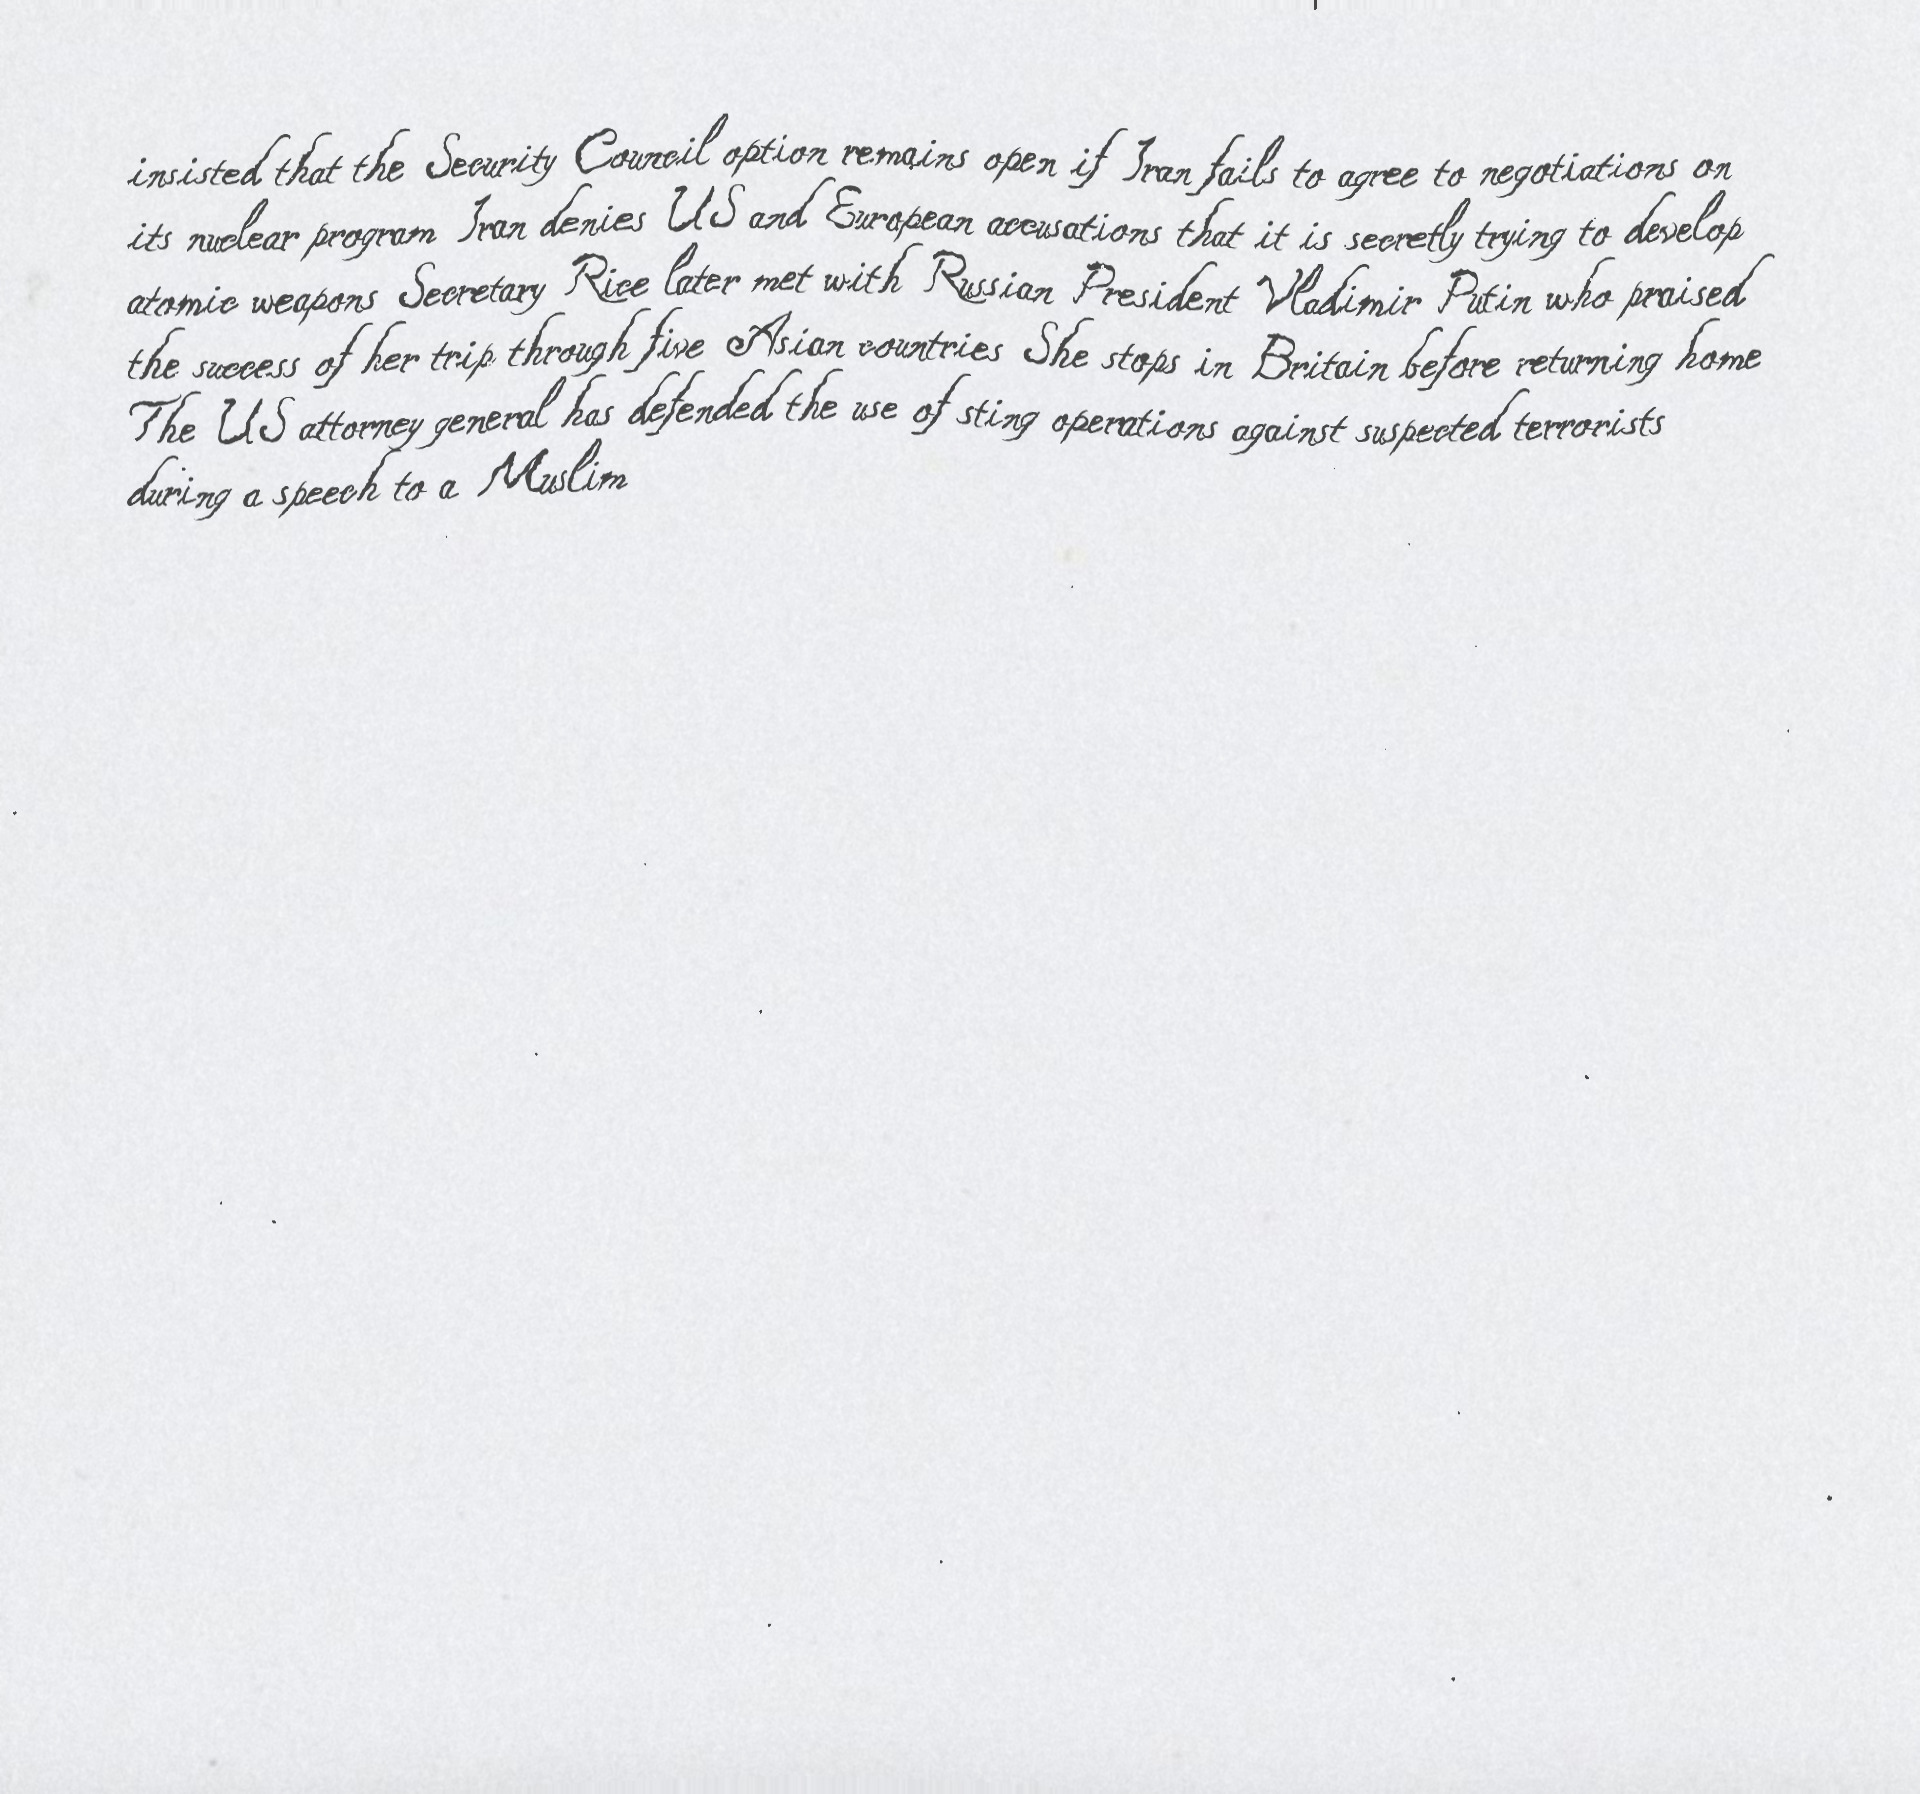 insisted that the Security Council option remains open if Iran fails to agree to negotiations on
its nuclear program Iran denies US and European accusations that it is secretly trying to develop
atomic weapons Secretary Rice later met with Russian President Vladimir Putin who praised
the success of her trip through five Asian countries She stops in Britain before returning home
The US attorney general has defended the use of sting operations against suspected terrorists
during a speech to a Muslim